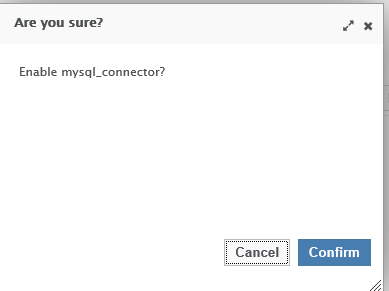 Are you sure?
Enable mysql_connector?
Cancel Confirm